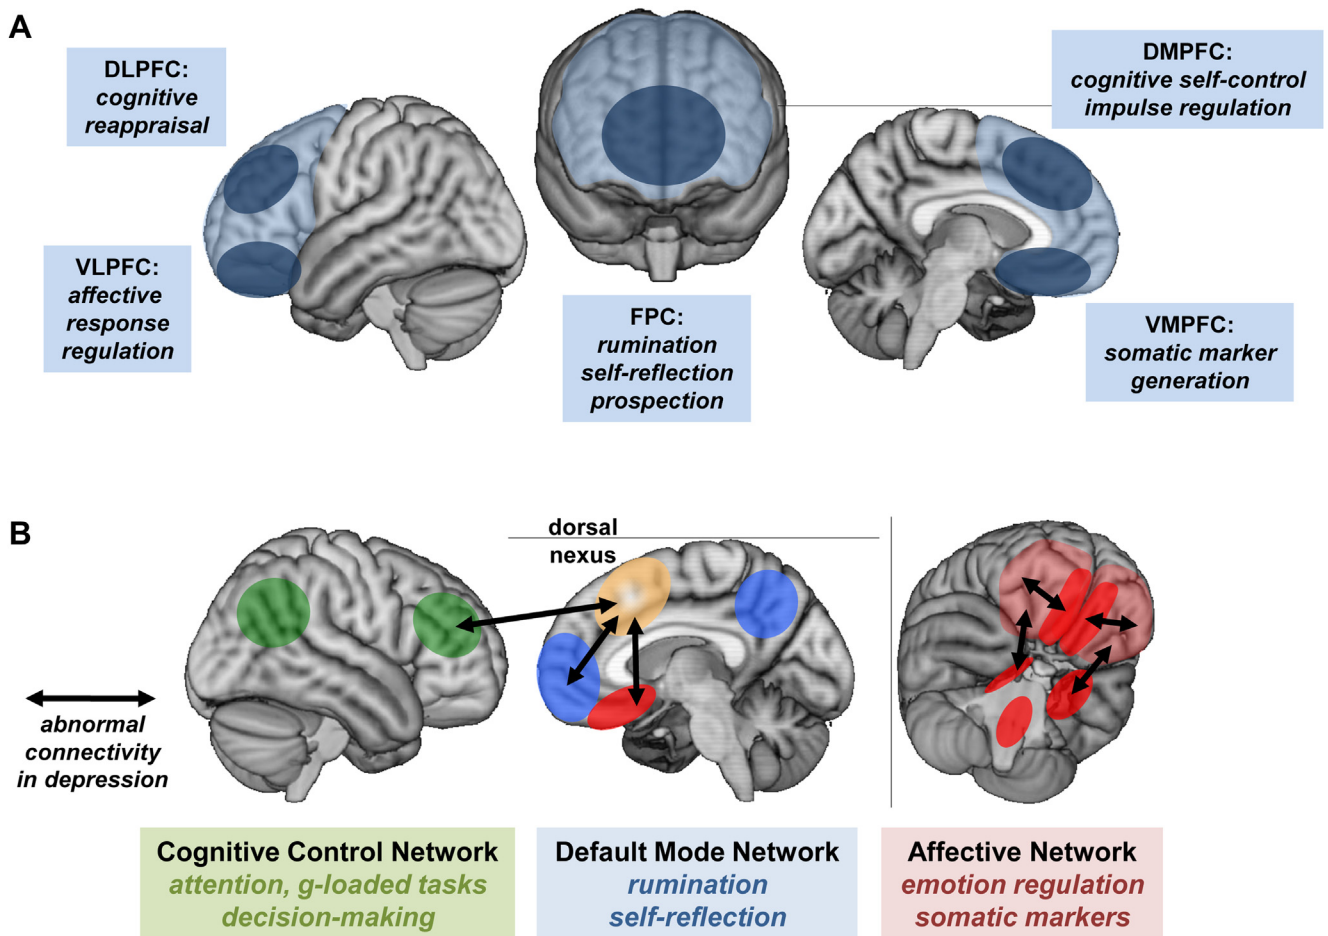 A
DLPFC:
cognitive
reappraisal
VLPFC:
affective
response
regulation
FPC:
rumination
self-reflection
prospection
DMPFC:
cognitive self-control
impulse regulation
VMPFC:
somatic marker
generation
B
dorsal
nexus
abnormal
connectivity
in depression
Cognitive Control Network
attention, g-loaded tasks
decision-making
Default Mode Network
rumination
self-reflection
Affective Network
emotion regulation
somatic markers